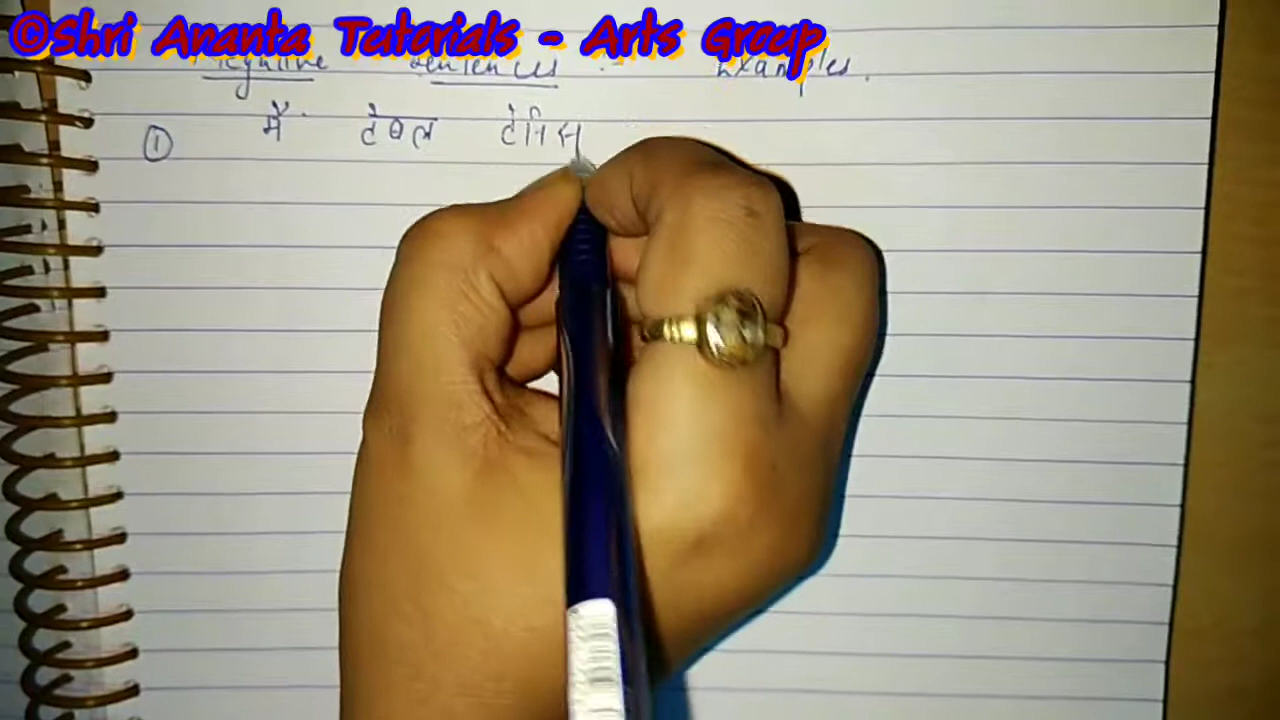 ©Shri Ananta Tutorials - Arts Group
Negative Sentences :- Examples.
① मैं टेबल टेनिस